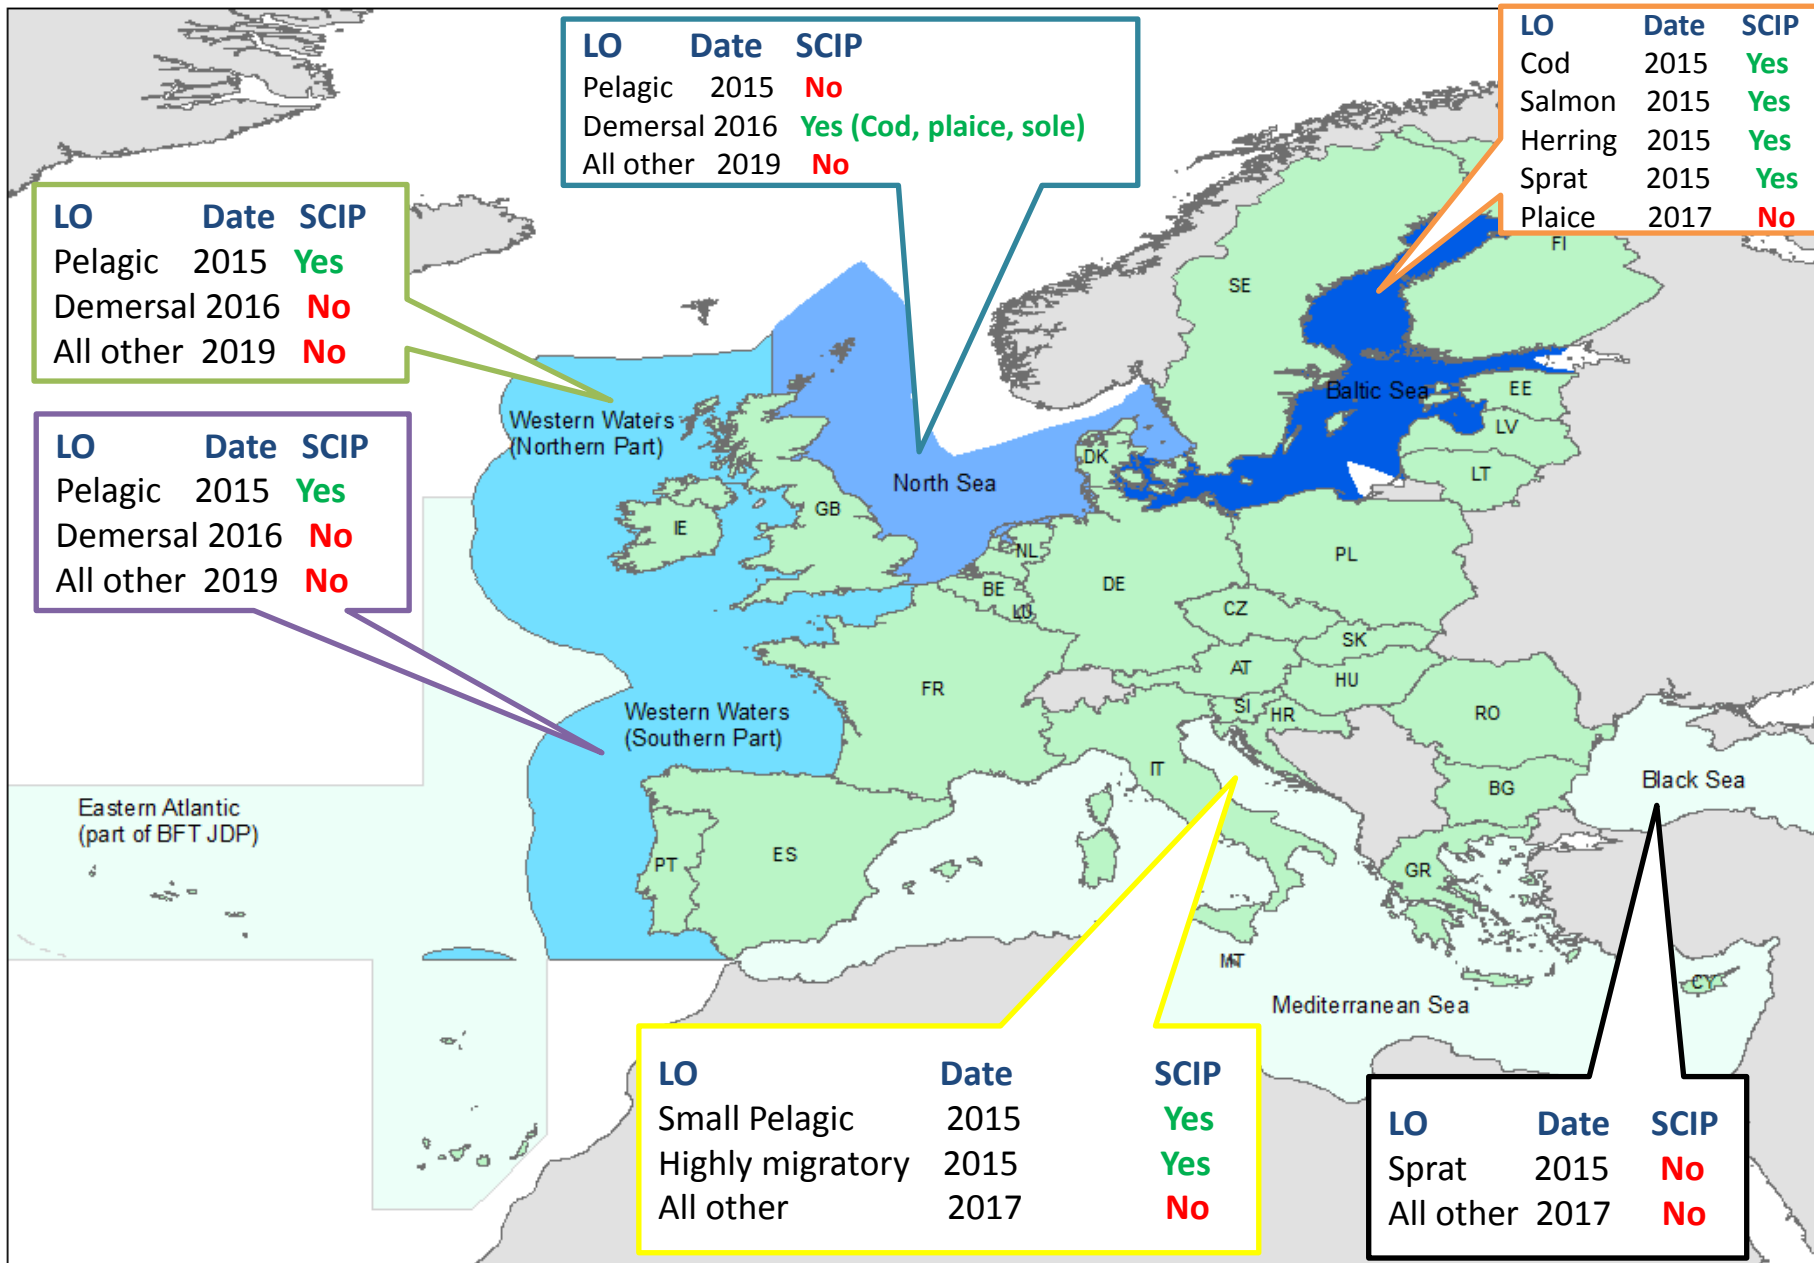 LO Date SCIP
Pelagic 2015 No
Demersal 2016 Yes (Cod, plaice, sole)
All other 2019 No
LO Date SCIP
Cod 2015 Yes
Salmon 2015 Yes
Herring 2015 Yes
Sprat 2015 Yes
Plaice 2017 No
LO Date SCIP
Pelagic 2015 Yes
Demersal 2016 No
All other 2019 No
LO Date SCIP
Pelagic 2015 Yes
Demersal 2016 No
All other 2019 No
FI
SE
Baltic Sea
EE
LV
LT
DK
Western Waters
(Northern Part)
North Sea
GB
IE
NL
BE
LU
DE
PL
CZ
SK
AT
HU
FR
SI
HR
RO
Western Waters
(Southern Part)
IT
BG
Black Sea
Eastern Atlantic
(part of BFT JDP)
PT
ES
GR
MT
CY
Mediterranean Sea
LO Date SCIP
Small Pelagic 2015 Yes
Highly migratory 2015 Yes
All other 2017 No
LO Date SCIP
Sprat 2015 No
All other 2017 No